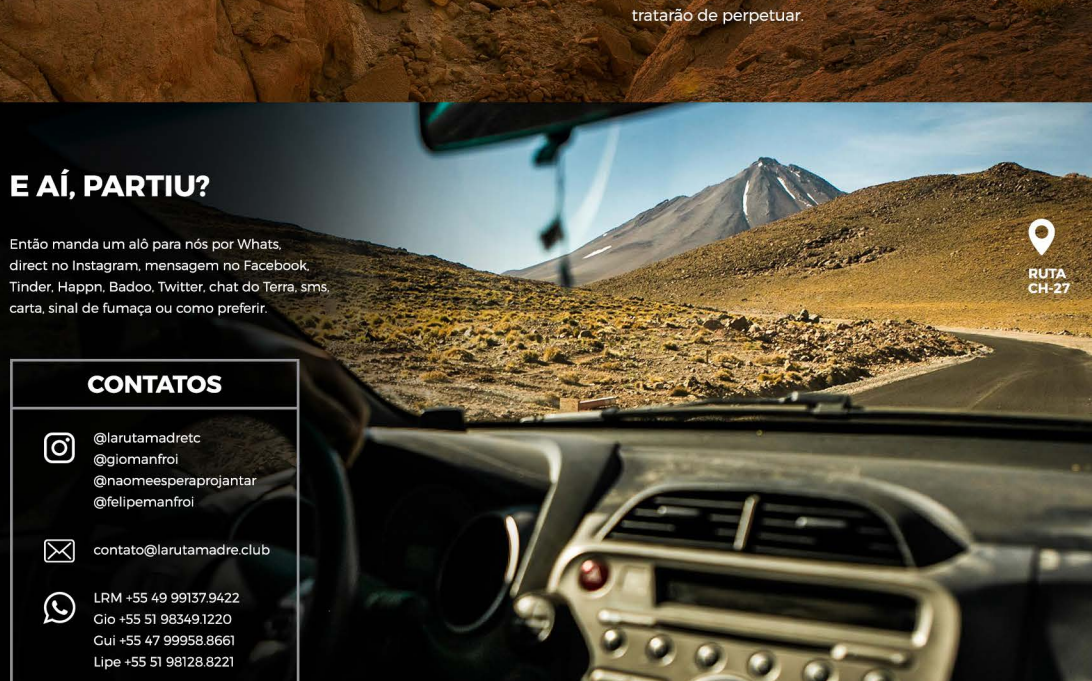 tratarão de perpetuar.
E AÍ, PARTIU?
Então manda um alô para nós por Whats,
direct no Instagram, mensagem no Facebook,
Tinder, Happn, Badoo, Twitter, chat do Terra, sms,
carta, sinal de fumaça ou como preferir.
RUTA
CH-27
CONTATOS
@larutamadretc
@giomanfroi
@naomeesperaprojantar
@felipemanfroi
contato@larutamadre.club
LRM +55 49 99137.9422
Gio +55 51 98349.1220
Gui +55 47 99958.8661
Lipe +55 51 98128.8221